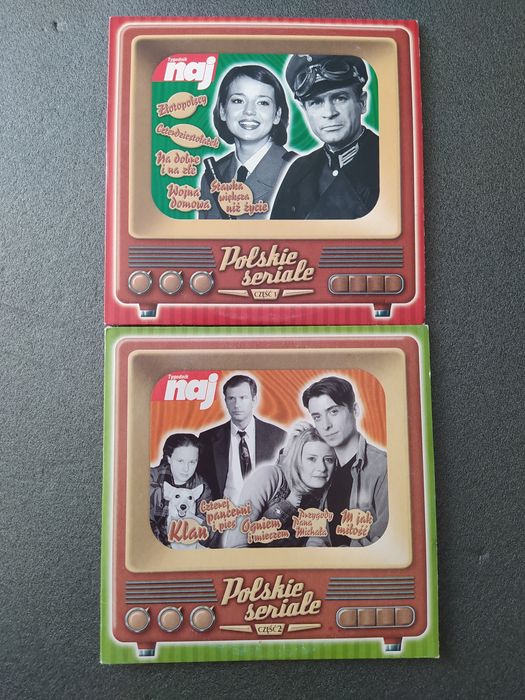 Tygodnik
naj
Złotopolscy
Czterdziestolatek
Na dobre
i na złe
Wojna
domowa
Stawka
większa
niż życie
Polskie
seriale
CZĘŚĆ 1
Tygodnik
naj
Klan
Czterej
pancerni
i pies
Ogniem
i mieczem
Przygody
Pana
Michała
M jak
miłość
Polskie
seriale
CZĘŚĆ 2